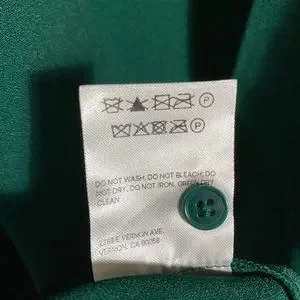 P
P
DO NOT WASH, DO NOT BLEACH, DO
NOT DRY, DO NOT IRON, GREEN DRY
CLEAN
2263 E VERNON AVE.
VERNON, CA 90058